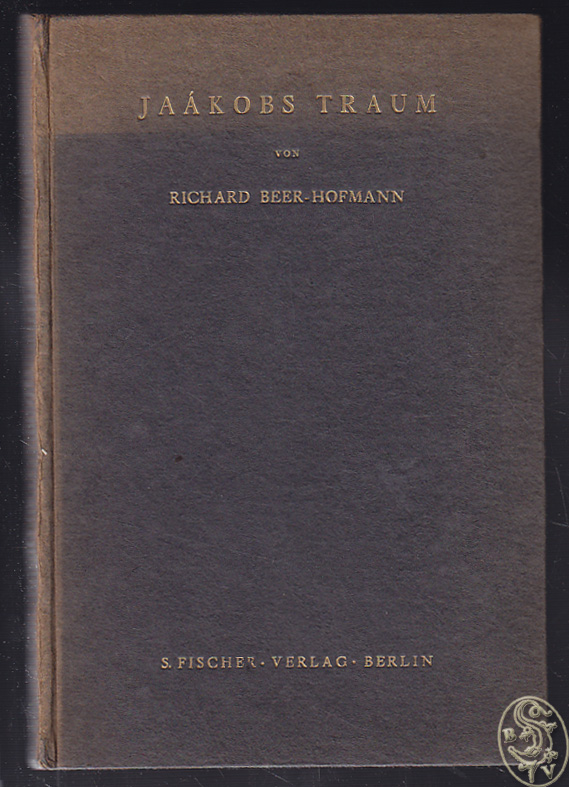 JAÁKOBS TRAUM
VON
RICHARD BEER-HOFMANN
S. FISCHER · VERLAG · BERLIN